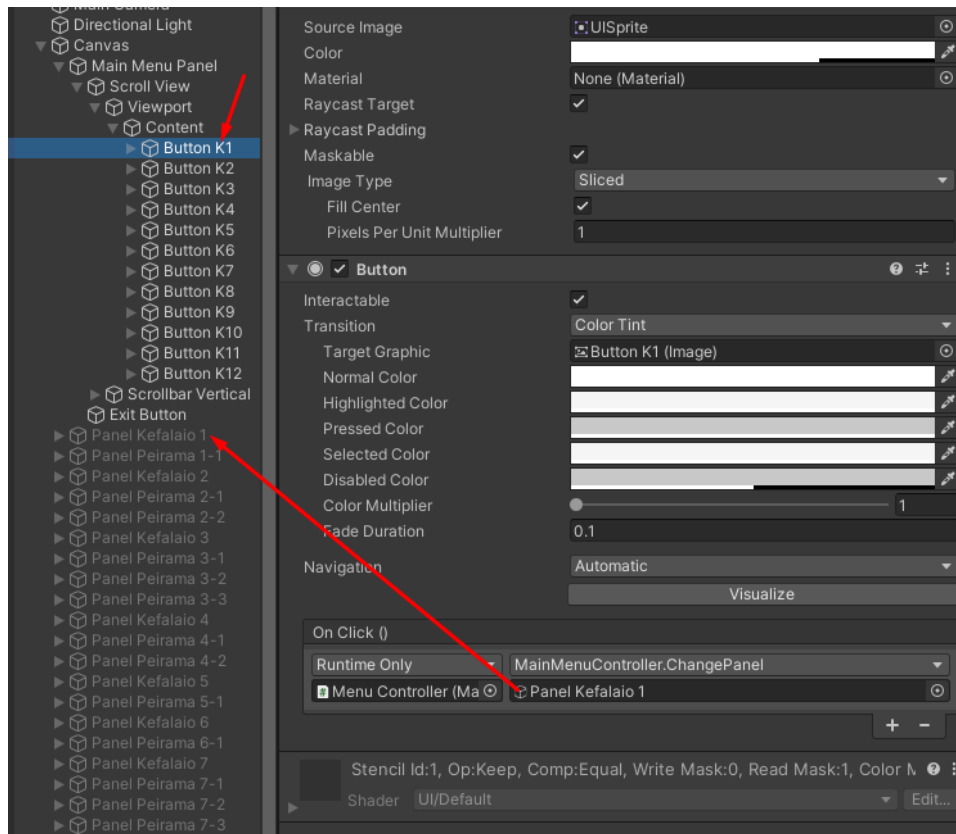 Main Camera
Directional Light
Canvas
Main Menu Panel
Scroll View
Viewport
Content
Button K1
Button K2
Button K3
Button K4
Button K5
Button K6
Button K7
Button K8
Button K9
Button K10
Button K11
Button K12
Scrollbar Vertical
Exit Button
Panel Kefalaio 1
Panel Peirama 1-1
Panel Kefalaio 2
Panel Peirama 2-1
Panel Peirama 2-2
Panel Kefalaio 3
Panel Peirama 3-1
Panel Peirama 3-2
Panel Peirama 3-3
Panel Kefalaio 4
Panel Peirama 4-1
Panel Peirama 4-2
Panel Kefalaio 5
Panel Peirama 5-1
Panel Kefalaio 6
Panel Peirama 6-1
Panel Kefalaio 7
Panel Peirama 7-1
Panel Peirama 7-2
Panel Peirama 7-3
Source Image UISprite
Color
Material None (Material)
Raycast Target
Raycast Padding
Maskable
Image Type Sliced
Fill Center
Pixels Per Unit Multiplier 1
Button
Interactable
Transition Color Tint
Target Graphic Button K1 (Image)
Normal Color
Highlighted Color
Pressed Color
Selected Color
Disabled Color
Color Multiplier 1
Fade Duration 0.1
Navigation Automatic
Visualize
On Click ()
Runtime Only MainMenuController.ChangePanel
Menu Controller (Ma Panel Kefalaio 1
+ -
Stencil Id:1, Op:Keep, Comp:Equal, Write Mask:0, Read Mask:1, Color
Shader UI/Default Edit...